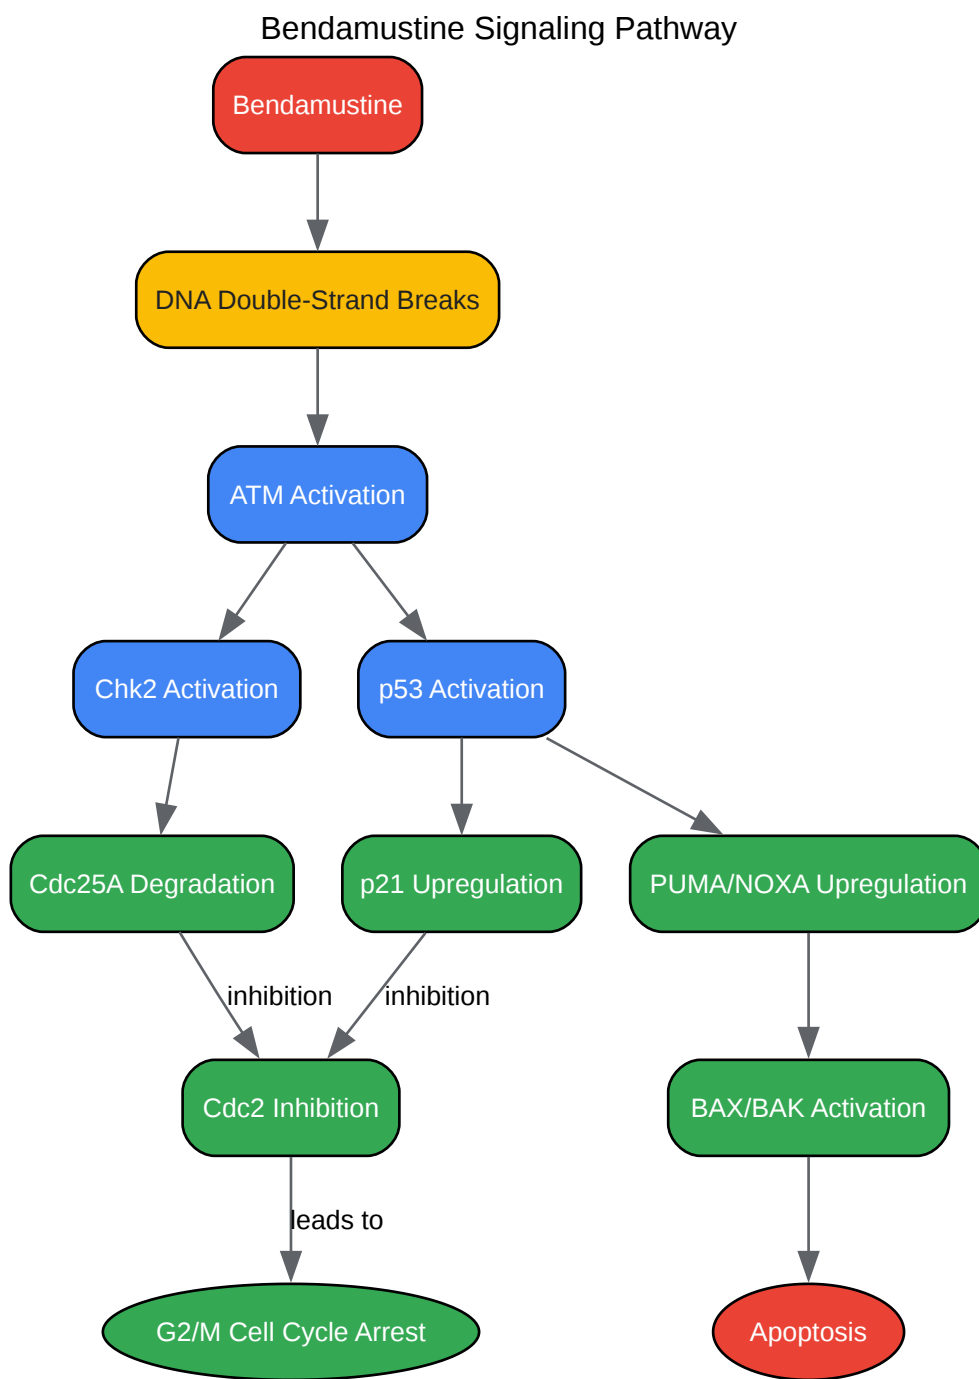 Bendamustine Signaling Pathway
Bendamustine
DNA Double-Strand Breaks
ATM Activation
Chk2 Activation
p53 Activation
Cdc25A Degradation
p21 Upregulation
PUMA/NOXA Upregulation
inhibition
inhibition
Cdc2 Inhibition
BAX/BAK Activation
leads to
G2/M Cell Cycle Arrest
Apoptosis